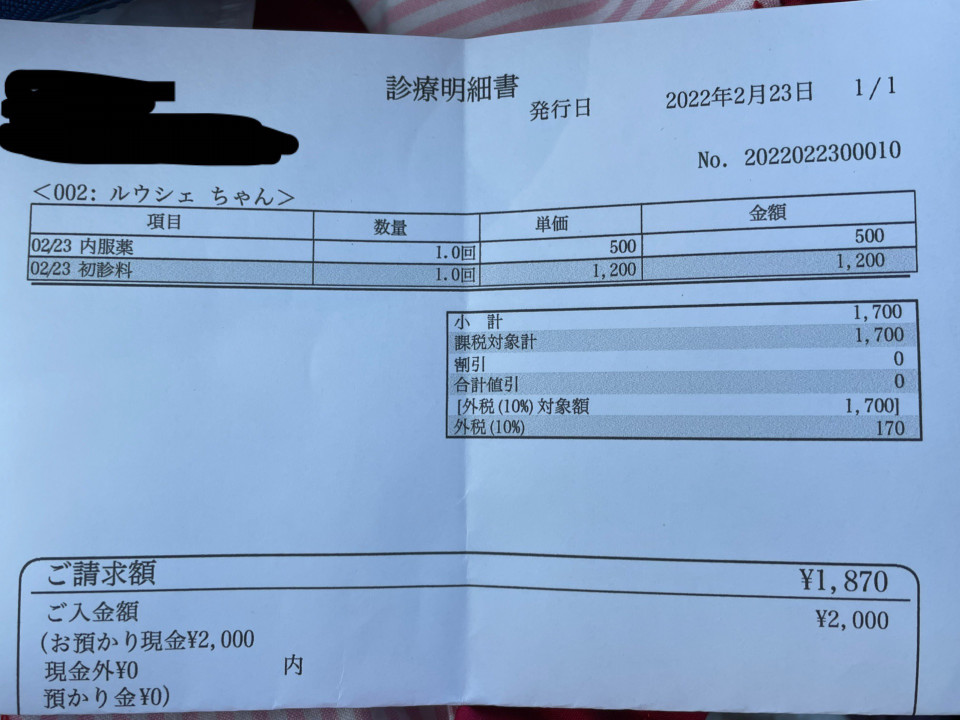 診療明細書
発行日 2022年2月23日 1/1
No. 2022022300010
<002: ルウシェ ちゃん>
項目 数量 単価 金額
02/23 内服薬 1.0回 500 500
02/23 初診料 1.0回 1,200 1,200
小 計 1,700
課税対象計 1,700
割引 0
合計値引 0
[外税(10%)対象額 1,700]
外税(10%) 170
ご請求額 ¥1,870
ご入金額 ¥2,000
(お預かり現金¥2,000
現金外¥0 内
預かり金¥0)